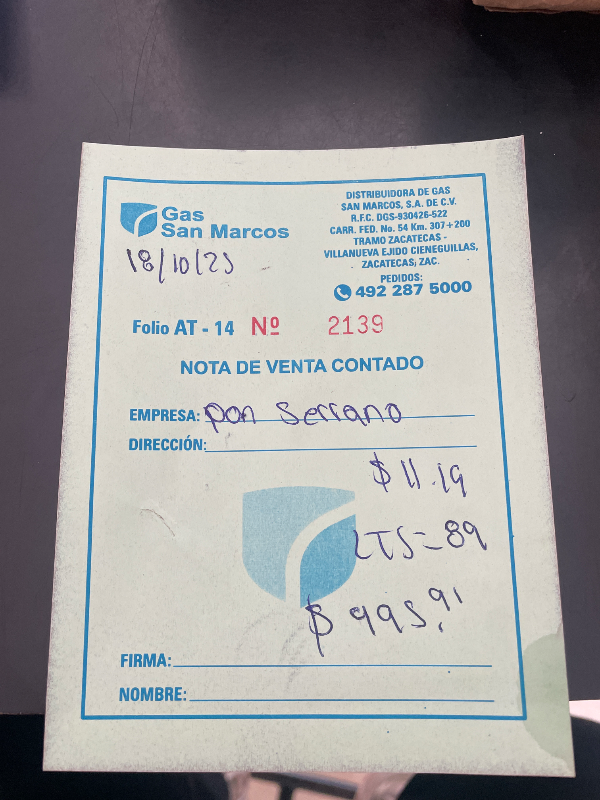 Gas
San Marcos
18/10/25
DISTRIBUIDORA DE GAS
SAN MARCOS, S.A. DE C.V.
R.F.C. DGS-930426-522
CARR. FED. No. 54 Km. 307+200
TRAMO ZACATECAS -
VILLANUEVA EJIDO CIENEGUILLAS,
ZACATECAS, ZAC.
PEDIDOS:
492 287 5000
Folio AT - 14 Nº 2139
NOTA DE VENTA CONTADO
EMPRESA: pan Serrano
DIRECCIÓN:
$ 11.19
LTS=89
$ 995.91
FIRMA:
NOMBRE: